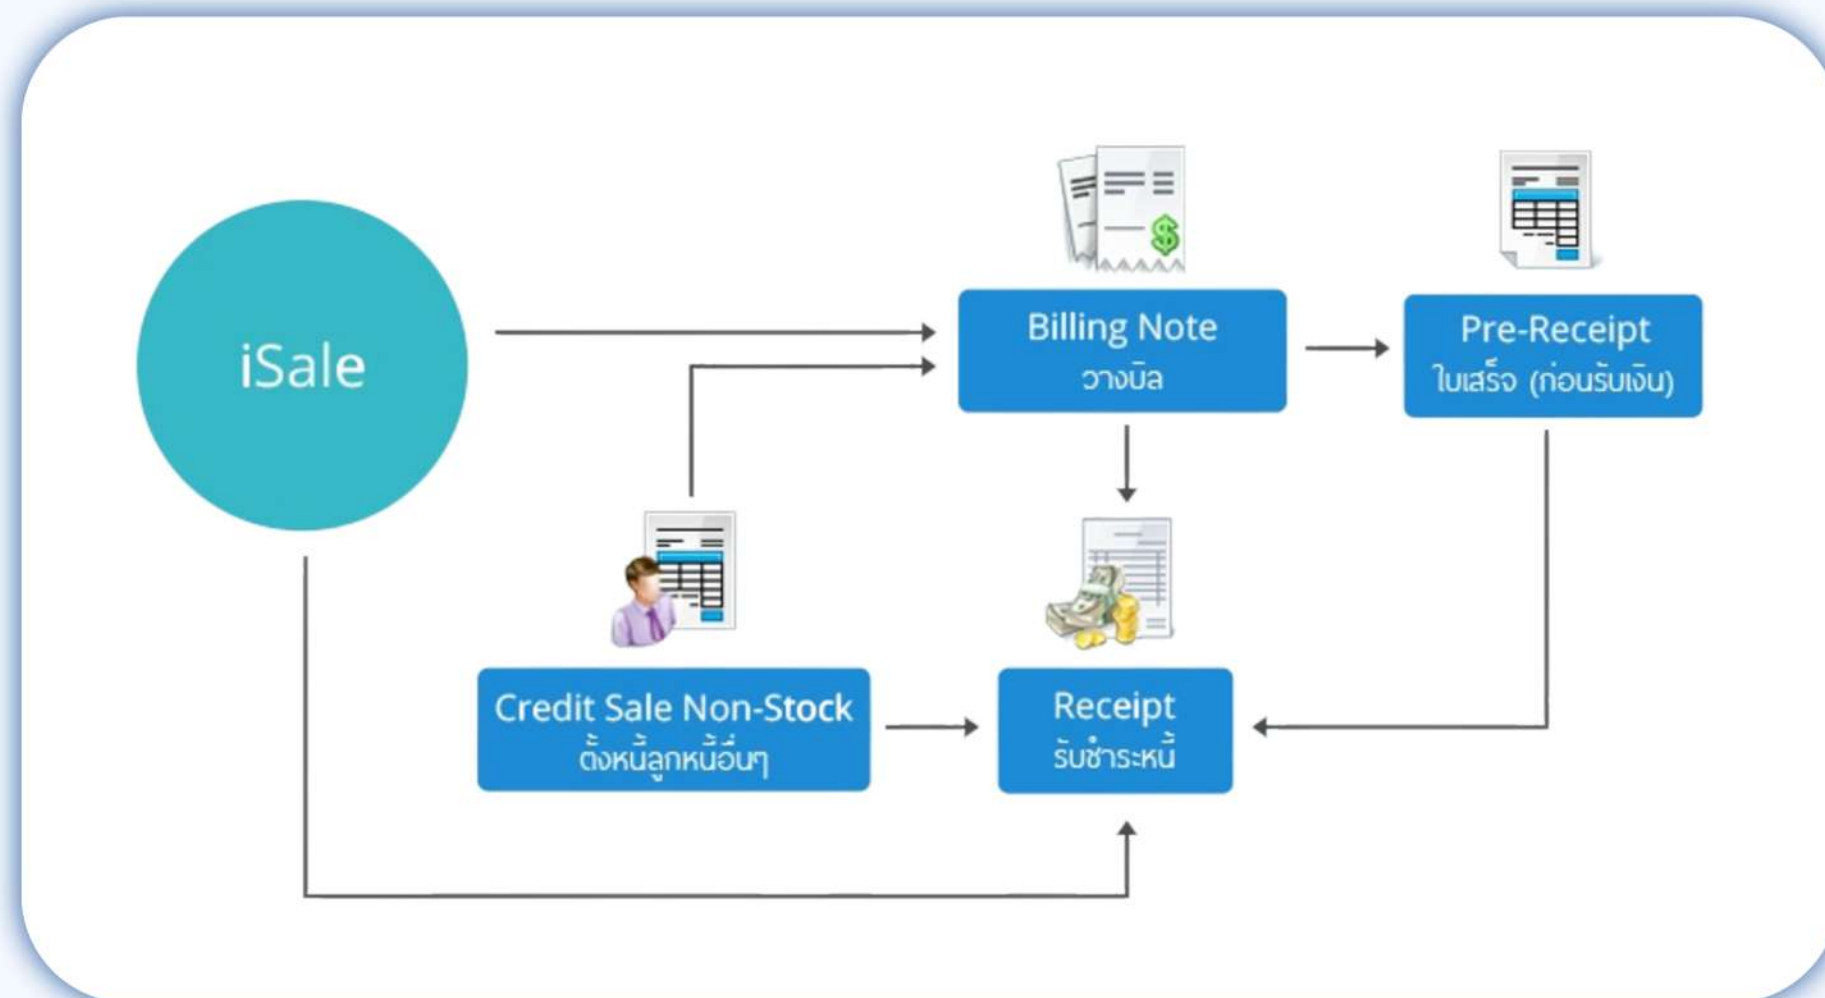 iSale
Billing Note
วางบิล
Pre-Receipt
ใบเสร็จ (ก่อนรับเงิน)
Credit Sale Non-Stock
ตั้งหนี้ลูกหนี้อื่นๆ
Receipt
รับชำระหนี้